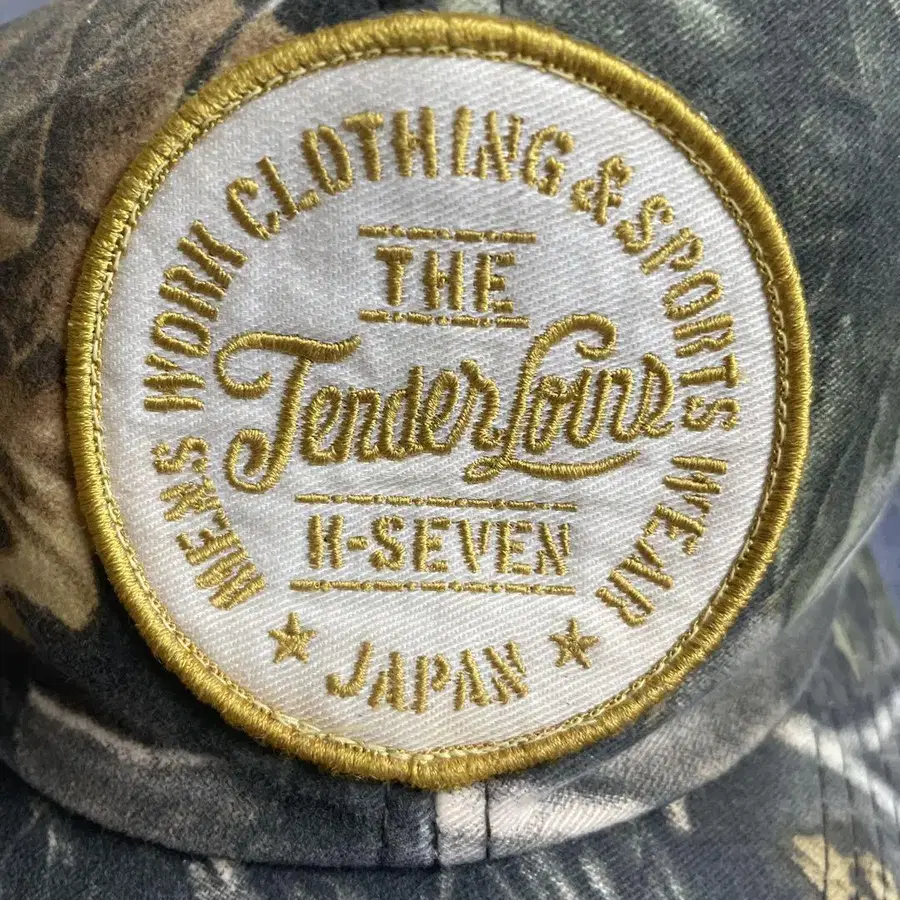 MEN'S WORK CLOTHING & SPORTS WEAR
THE
Tenderloins
H-SEVEN
JAPAN